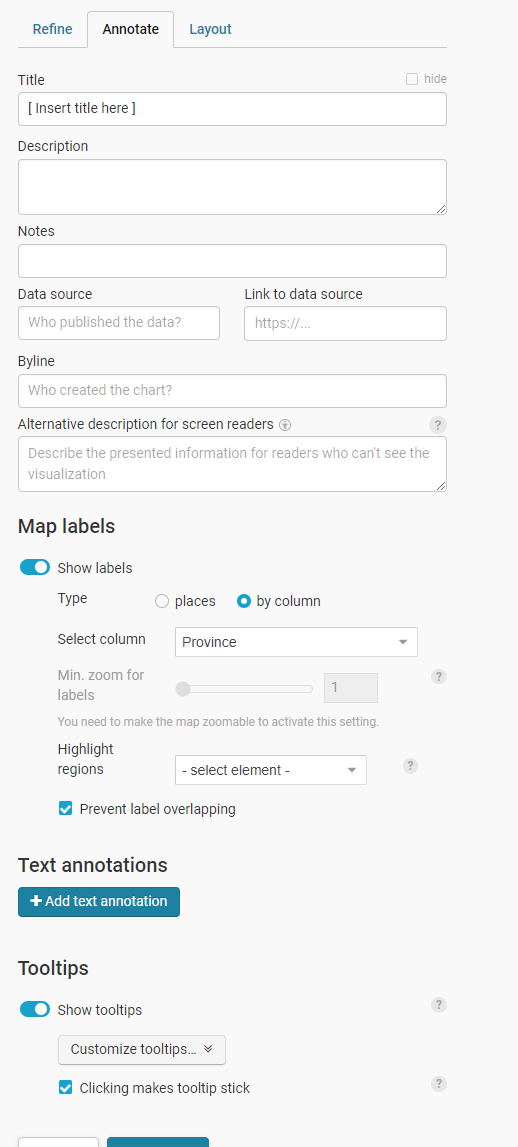 Refine Annotate Layout
Title hide
[ Insert title here ]
Description
Notes
Data source Link to data source
Who published the data? https://...
Byline
Who created the chart?
Alternative description for screen readers ?
Describe the presented information for readers who can't see the
visualization
Map labels
Show labels
Type places by column
Select column Province
Min. zoom for
labels 1 ?
You need to make the map zoomable to activate this setting.
Highlight
regions - select element - ?
Prevent label overlapping
Text annotations
+ Add text annotation
Tooltips
Show tooltips ?
Customize tooltips...
Clicking makes tooltip stick ?